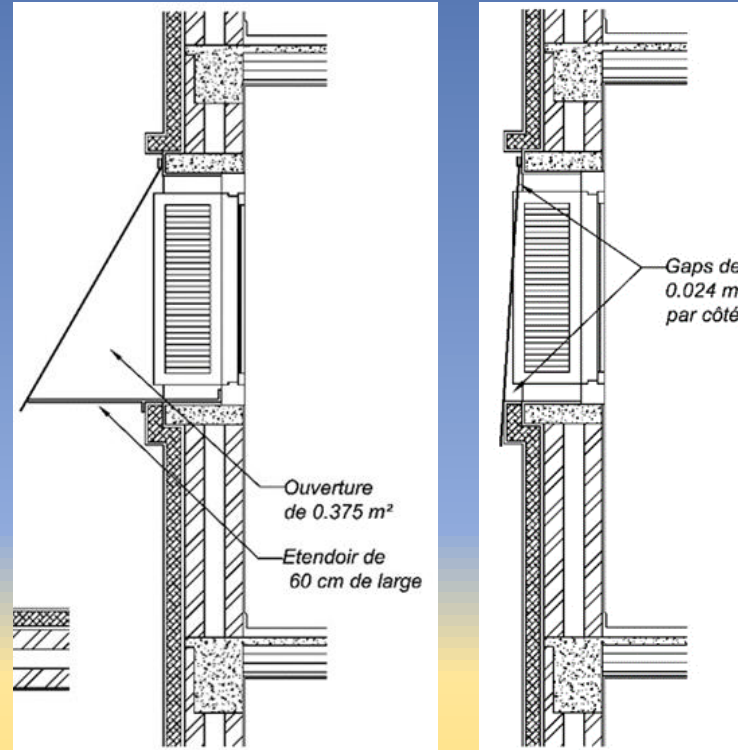 Ouverture
de 0.375 m²
Etendoir de
60 cm de large
Gaps de
0.024 m
par côté